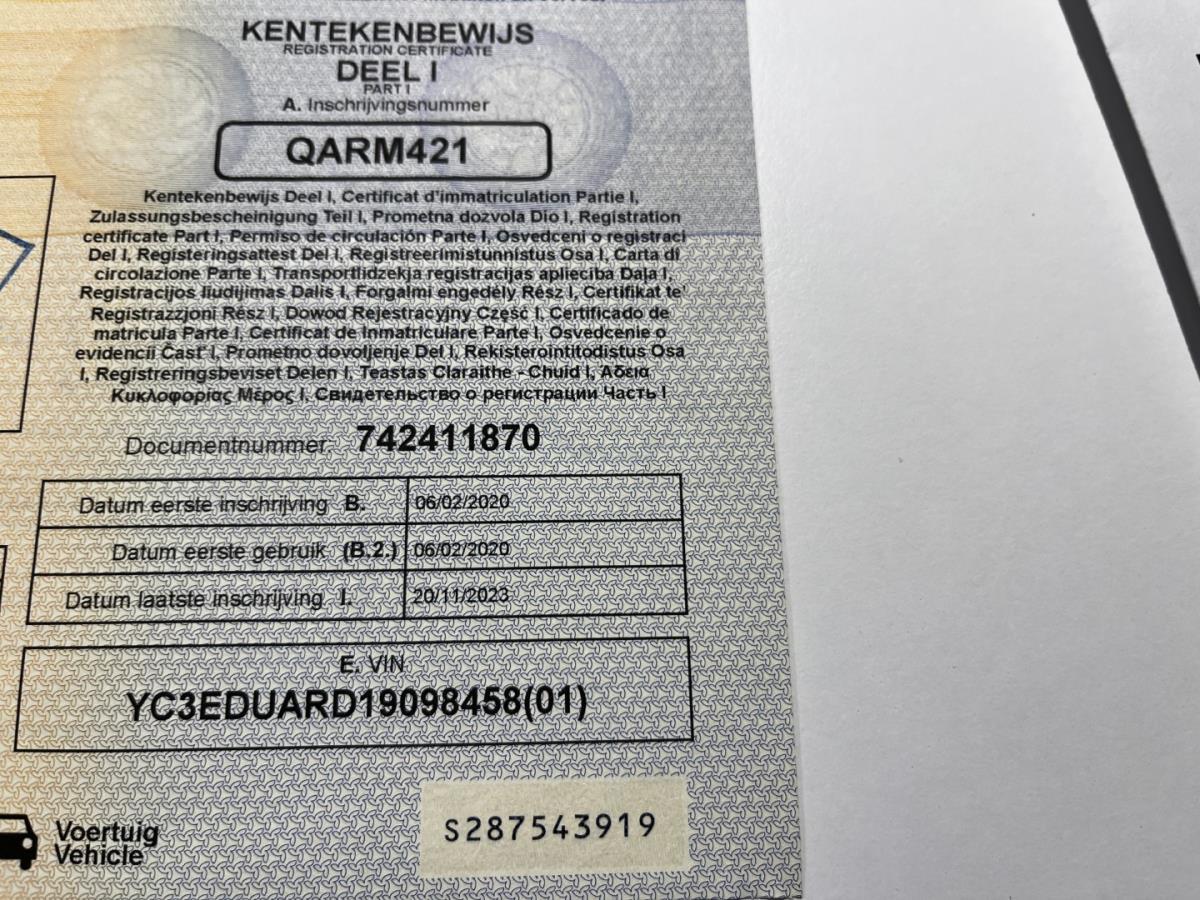 KENTEKENBEWIJS
REGISTRATION CERTIFICATE
DEEL I
PART I
A. Inschrijvingsnummer
QARM421
Kentekenbewijs Deel I, Certificat d'immatriculation Partie I,
Zulassungsbescheinigung Teil I, Prometna dozvola Dio I, Registration
certificate Part I, Permiso de circulación Parte I, Osvedceni o registraci
Del I, Registeringsattest Del I, Registreerimistunnistus Osa I, Carta di
circolazione Parte I, Transportlidzekja registracijas aplieciba Daļa I,
Registracijos liudijimas Dalis I, Forgalmi engedély Rész I, Certifikat te'
Registrazzjoni Rész I, Dowod Rejestracyjny Część I, Certificado de
matricula Parte I, Certificat de Inmatriculare Parte I, Osvedcenie o
evidencii Čast' I, Prometno dovoljenje Del I, Rekisterointitodistus Osa
I, Registreringsbeviset Delen I, Teastas Claraithe - Chuid I, Αδεια
Κυκλοφορίας Μέρος I, Свидетельство о регистрации Часть I
Documentnummer: 742411870
Datum eerste inschrijving B. 06/02/2020
Datum eerste gebruik (B.2.) 06/02/2020
Datum laatste inschrijving I. 20/11/2023
E. VIN
YC3EDUARD19098458(01)
S287543919
Voertuig
Vehicle